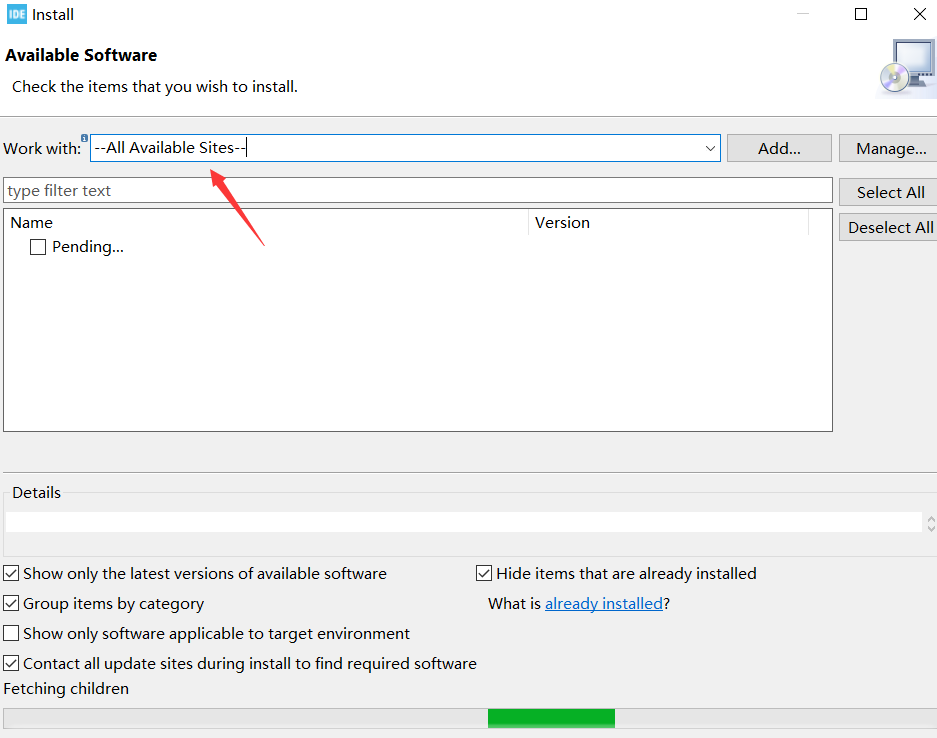 IDE Install
Available Software
Check the items that you wish to install.
Work with: --All Available Sites-- Add... Manage...
type filter text Select All
Name Version Deselect All
Pending...
Details
Show only the latest versions of available software Hide items that are already installed
Group items by category What is already installed?
Show only software applicable to target environment
Contact all update sites during install to find required software
Fetching children